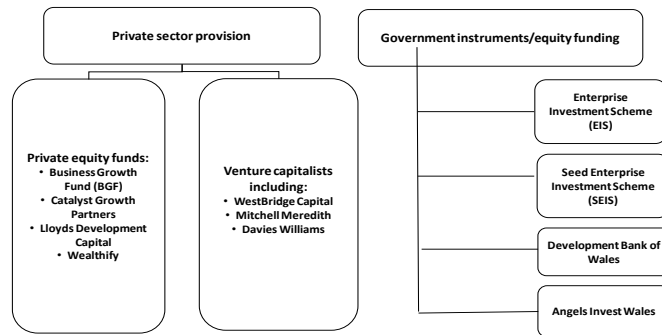 Private sector provision
Government instruments/equity funding
Private equity funds:
• Business Growth
Fund (BGF)
• Catalyst Growth
Partners
• Lloyds Development
Capital
• Wealthify
Venture capitalists
including:
• WestBridge Capital
• Mitchell Meredith
• Davies Williams
Enterprise
Investment Scheme
(EIS)
Seed Enterprise
Investment Scheme
(SEIS)
Development Bank of
Wales
Angels Invest Wales